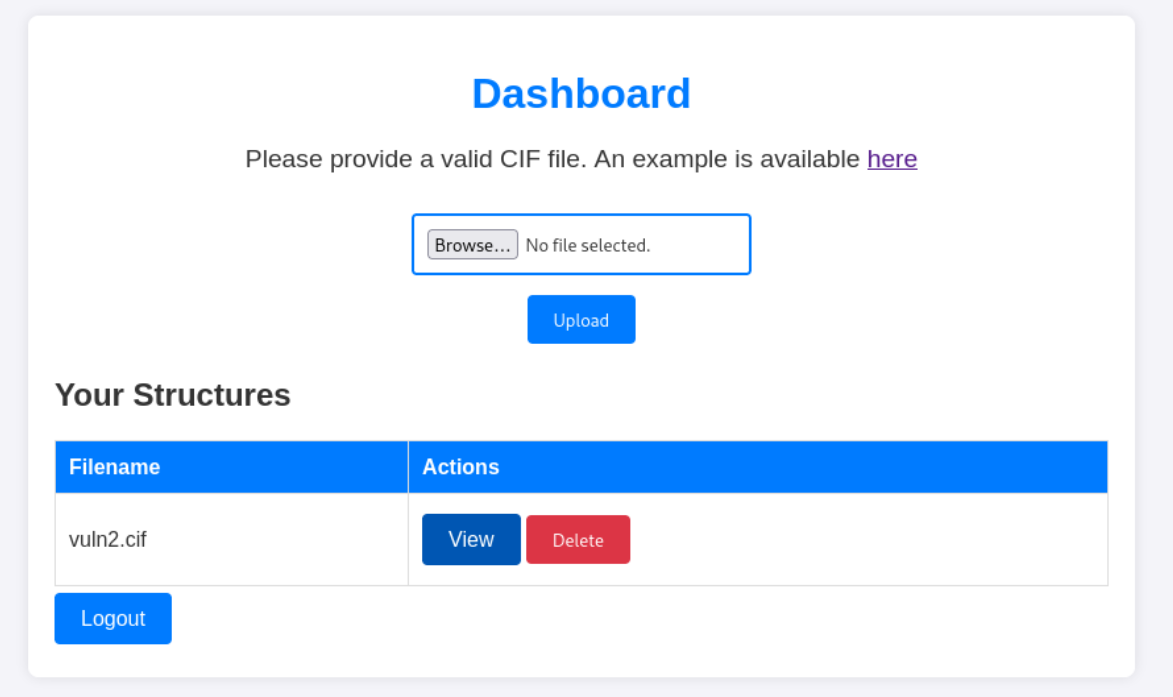 Dashboard
Please provide a valid CIF file. An example is available here
Browse... No file selected.
Upload
Your Structures
Filename Actions
vuln2.cif View Delete
Logout